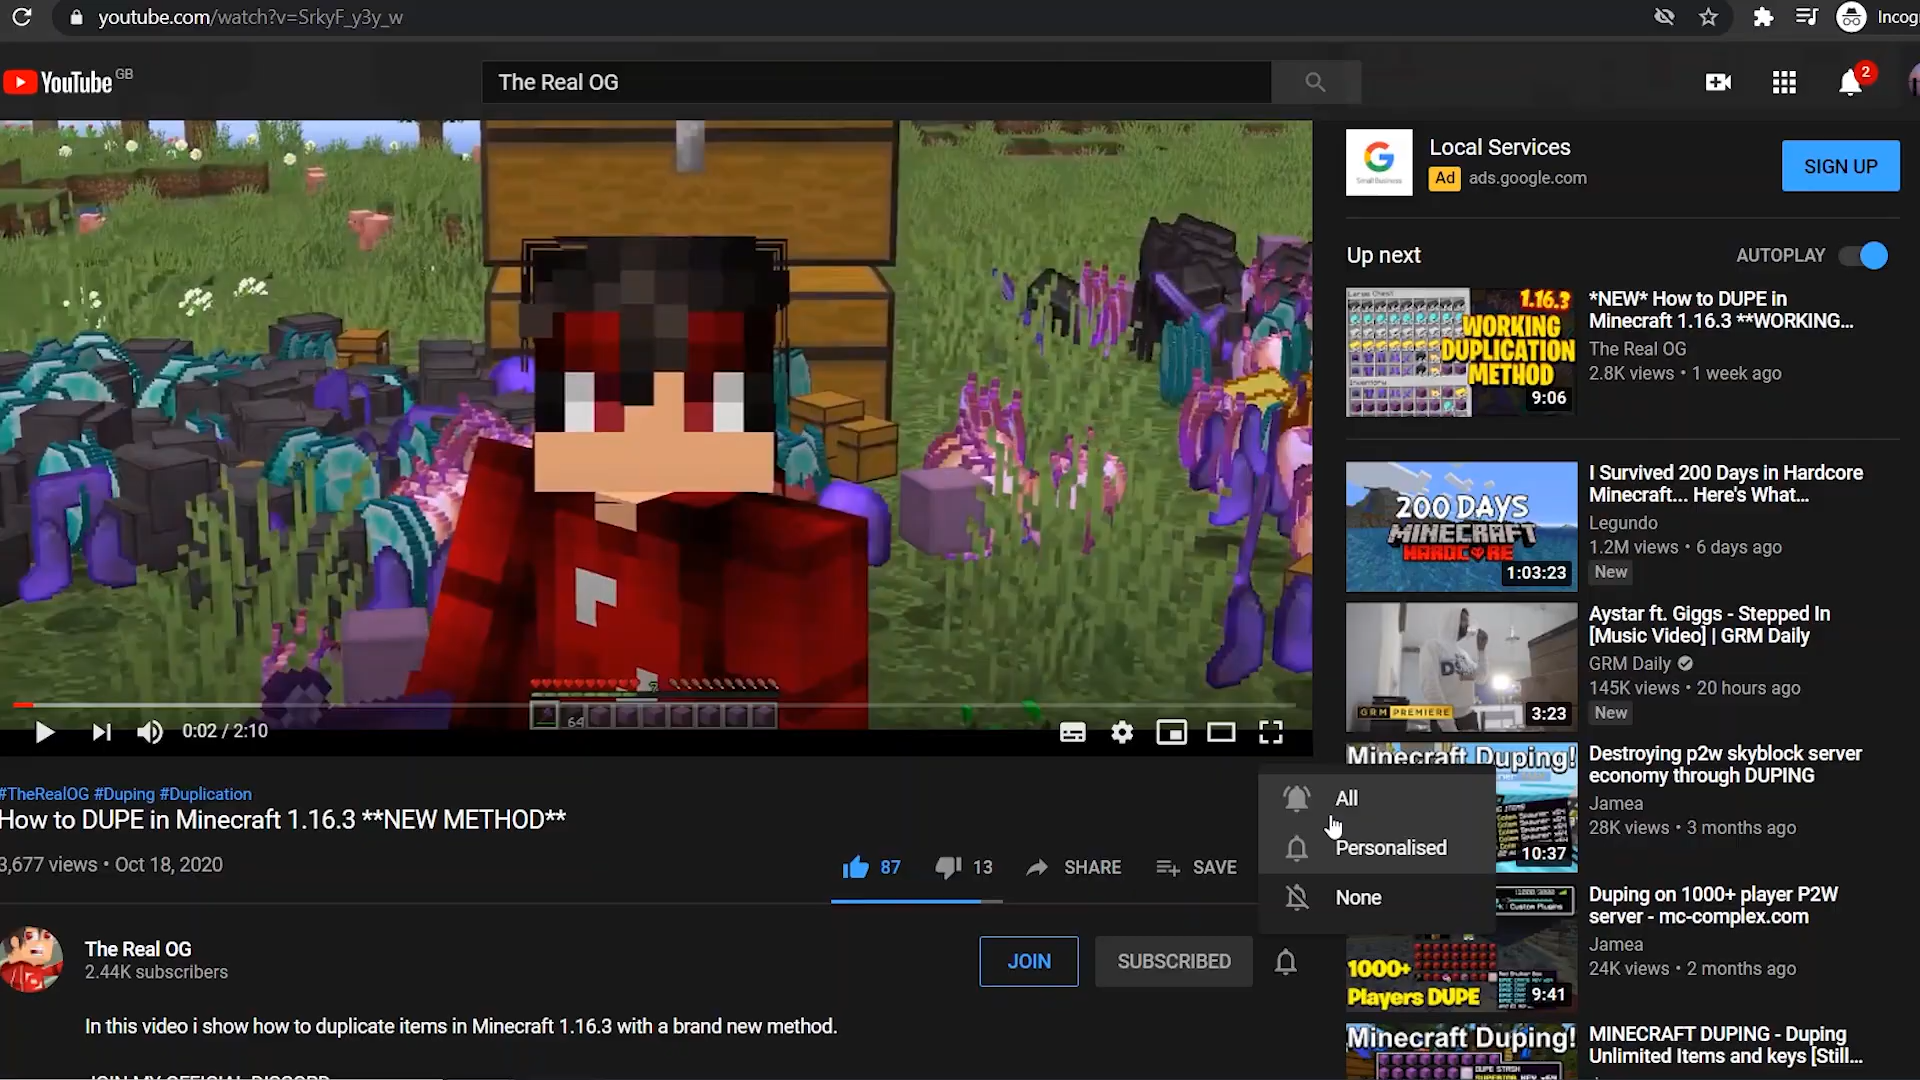 youtube.com/watch?v=SrkyF_y3y_w
YouTube GB
The Real OG
2
Local Services
Small Business
Ad ads.google.com
SIGN UP
Up next
AUTOPLAY
Large Chest
Inventory
1.16.3
WORKING
DUPLICATION
METHOD
9:06
*NEW* How to DUPE in
Minecraft 1.16.3 **WORKING...
The Real OG
2.8K views • 1 week ago
200 DAYS
MINECRAFT
HARDCORE
1:03:23
I Survived 200 Days in Hardcore
Minecraft... Here's What...
Legundo
1.2M views • 6 days ago
New
GRM PREMIERE
3:23
Aystar ft. Giggs - Stepped In
[Music Video] | GRM Daily
GRM Daily
145K views • 20 hours ago
New
64
0:02 / 2:10
Minecraft Duping!
10:37
Destroying p2w skyblock server
economy through DUPING
Jamea
28K views • 3 months ago
#TheRealOG #Duping #Duplication
How to DUPE in Minecraft 1.16.3 **NEW METHOD**
3,677 views • Oct 18, 2020
87
13
SHARE
SAVE
All
Personalised
None
1000+
Players DUPE
9:41
Duping on 1000+ player P2W
server - mc-complex.com
Jamea
24K views • 2 months ago
The Real OG
2.44K subscribers
JOIN
SUBSCRIBED
In this video i show how to duplicate items in Minecraft 1.16.3 with a brand new method.
Minecraft Duping!
MINECRAFT DUPING - Duping
Unlimited Items and keys [Still...
JOIN MY OFFICIAL DISCORD